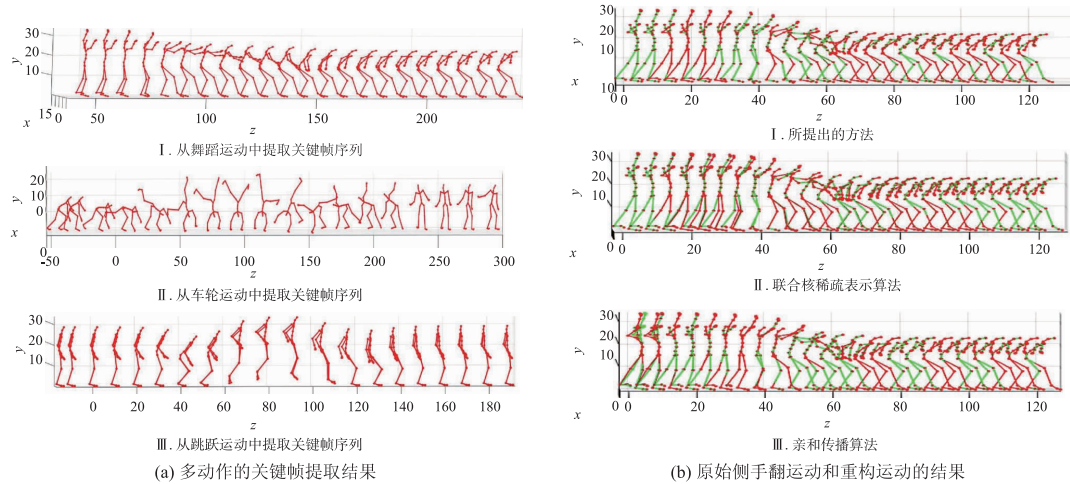 30
20
10
y
15
0
x
50
100
150
200
z
Ⅰ. 从舞蹈运动中提取关键帧序列
20
10
0
y
x
0
-50
0
50
100
150
200
250
300
z
Ⅱ. 从车轮运动中提取关键帧序列
30
20
10
y
0
20
40
60
80
100
120
140
160
180
z
Ⅲ. 从跳跃运动中提取关键帧序列
(a) 多动作的关键帧提取结果
30
20
10
y
x
10
0
20
40
60
80
100
120
z
Ⅰ. 所提出的方法
30
20
10
y
x
0
20
40
60
80
100
120
z
Ⅱ. 联合核稀疏表示算法
30
20
10
y
x
0
20
40
60
80
100
120
z
Ⅲ. 亲和传播算法
(b) 原始侧手翻运动和重构运动的结果